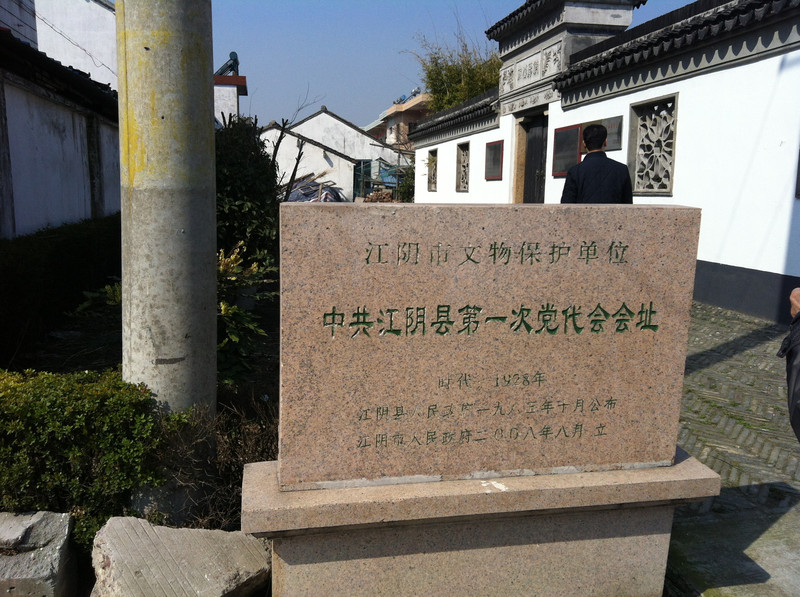 江阴市文物保护单位
中共江阴县第一次党代会会址
时代 1928年
江阴县人民政府一九八三年十月公布
江阴市人民政府二〇〇八年八月 立